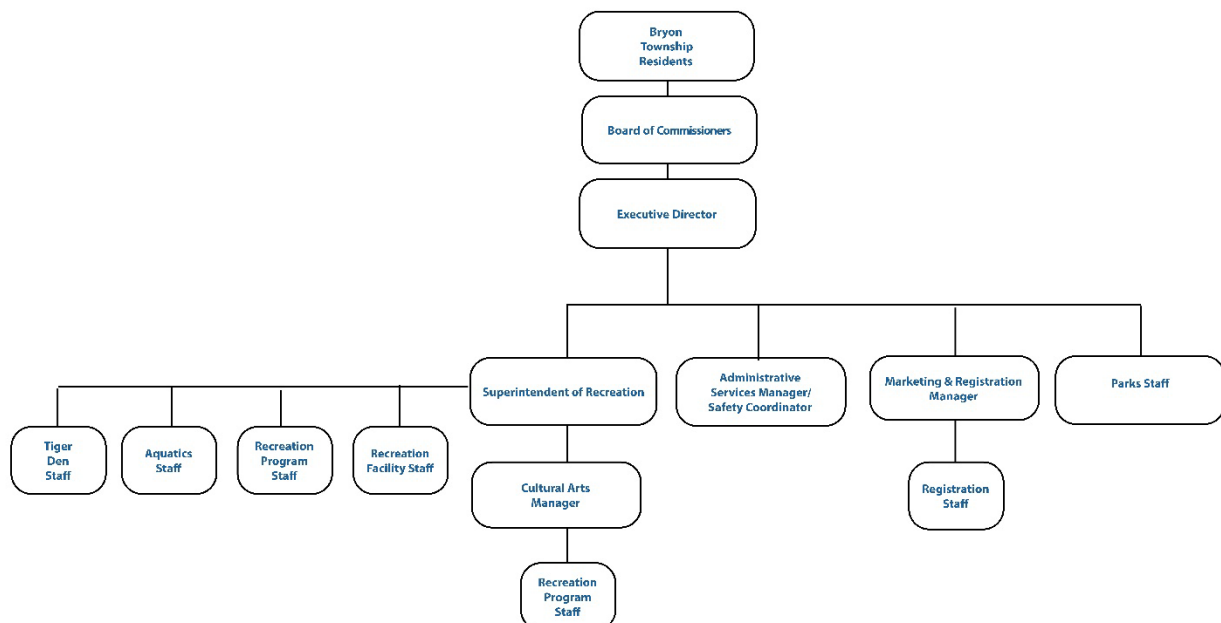 Bryon
Township
Residents
Board of Commissioners
Executive Director
Superintendent of Recreation
Administrative
Services Manager/
Safety Coordinator
Marketing & Registration
Manager
Parks Staff
Tiger
Den
Staff
Aquatics
Staff
Recreation
Program
Staff
Recreation
Facility Staff
Cultural Arts
Manager
Registration
Staff
Recreation
Program
Staff